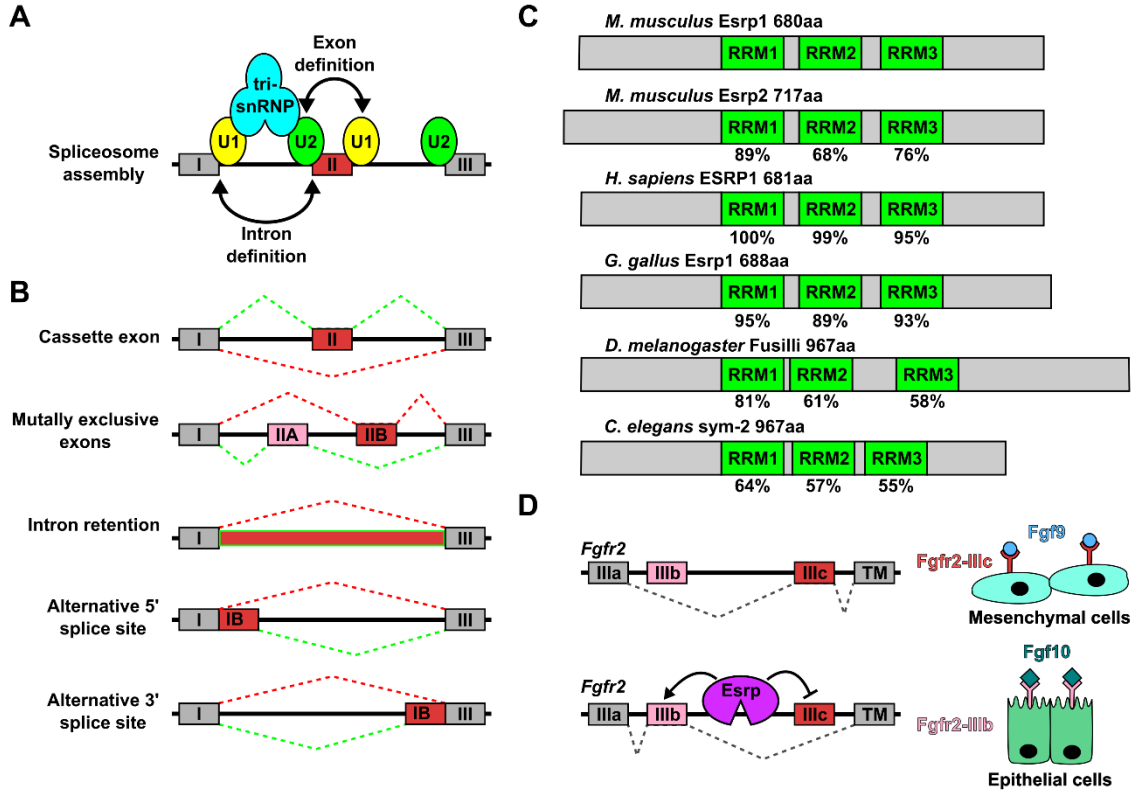 A
Exon
definition
tri-
snRNP
U1
U2
U1
U2
Spliceosome
assembly
I
II
III
Intron
definition
B
Cassette exon
I
II
III
Mutally exclusive
exons
I
IIA
IIB
III
Intron retention
I
III
Alternative 5'
splice site
I
IB
III
Alternative 3'
splice site
I
IB
III
C
M. musculus Esrp1 680aa
RRM1 RRM2 RRM3
M. musculus Esrp2 717aa
RRM1 RRM2 RRM3
89% 68% 76%
H. sapiens ESRP1 681aa
RRM1 RRM2 RRM3
100% 99% 95%
G. gallus Esrp1 688aa
RRM1 RRM2 RRM3
95% 89% 93%
D. melanogaster Fusilli 967aa
RRM1 RRM2 RRM3
81% 61% 58%
C. elegans sym-2 967aa
RRM1 RRM2 RRM3
64% 57% 55%
D
Fgfr2
IIIa
IIIb
IIIc
TM
Fgf9
Fgfr2-IIIc
Mesenchymal cells
Fgfr2
Esrp
IIIa
IIIb
IIIc
TM
Fgf10
Fgfr2-IIIb
Epithelial cells